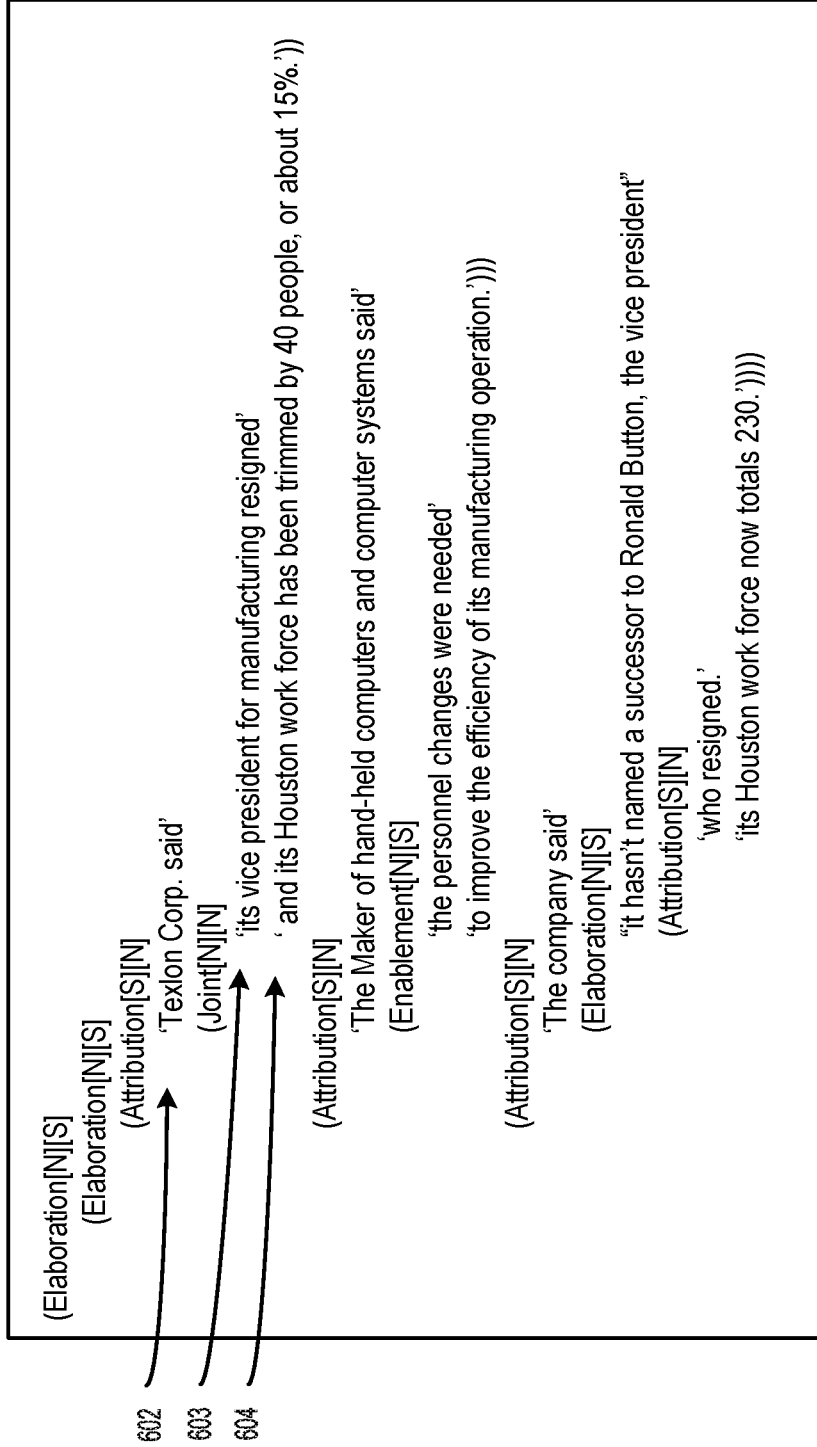 (Elaboration[N][S]
(Elaboration[N][S]
(Attribution[S][N]
602 ‘Texlon Corp. said’
(Joint[N][N]
603 ‘its vice president for manufacturing resigned’
604 ‘ and its Houston work force has been trimmed by 40 people, or about 15%.’))
(Attribution[S][N]
‘The Maker of hand-held computers and computer systems said’
(Enablement[N][S]
‘the personnel changes were needed’
‘to improve the efficiency of its manufacturing operation.’)))
(Attribution[S][N]
‘The company said’
(Elaboration[N][S]
“it hasn’t named a successor to Ronald Button, the vice president”
(Attribution[S][N]
‘who resigned.’
‘its Houston work force now totals 230.’))))